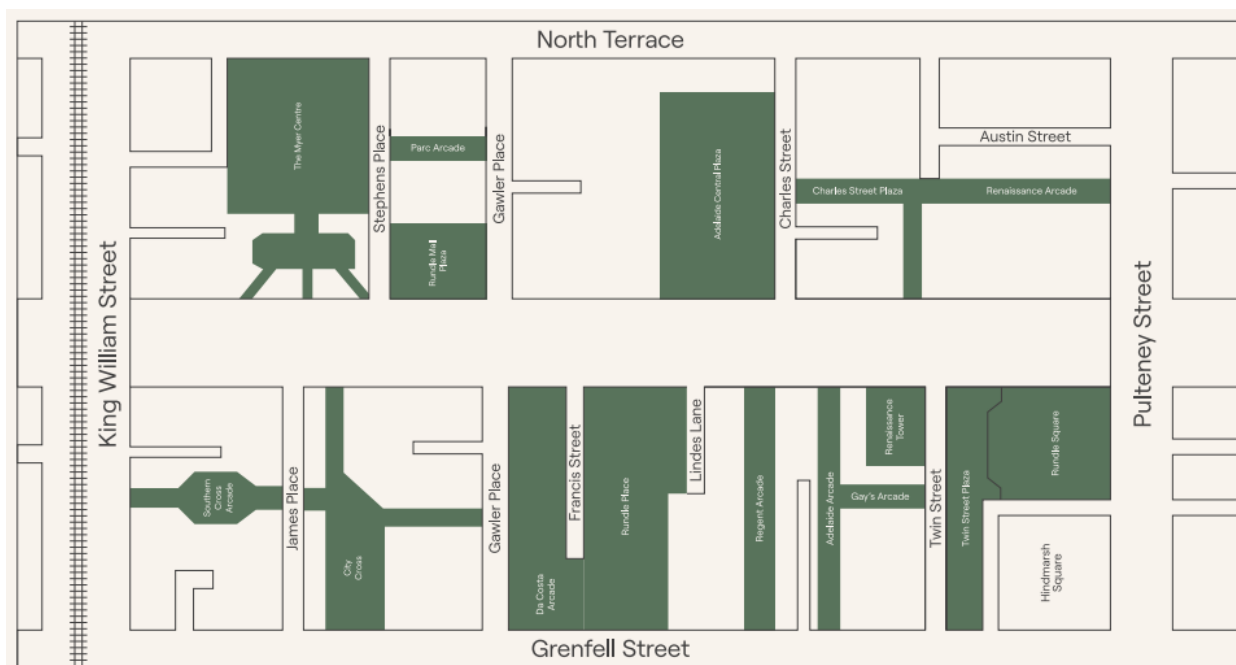 North Terrace
The Myer Centre
Stephens Place
Parc Arcade
Gawler Place
Rundle Mall
Plaza
Adelaide Central Plaza
Charles Street
Austin Street
Charles Street Plaza
Renaissance Arcade
King William Street
Pulteney Street
Southern
Cross
Arcade
James Place
City
Cross
Gawler Place
Da Costa
Arcade
Francis Street
Rundle Place
Lindes Lane
Regent Arcade
Adelaide Arcade
Renaissance
Tower
Gay's Arcade
Twin Street
Twin Street Plaza
Rundle Square
Hindmarsh
Square
Grenfell Street